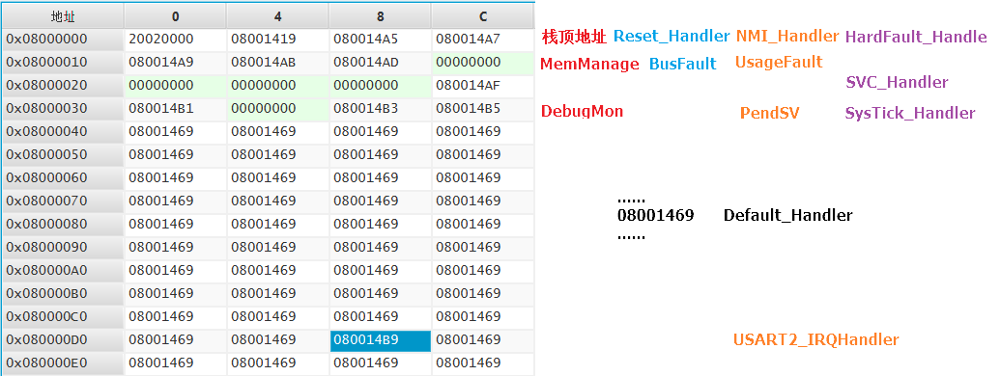 地址 0 4 8 C
0x08000000 20020000 08001419 080014A5 080014A7 栈顶地址 Reset_Handler NMI_Handler HardFault_Handle
0x08000010 080014A9 080014AB 080014AD 00000000 MemManage BusFault UsageFault
0x08000020 00000000 00000000 00000000 080014AF SVC_Handler
0x08000030 080014B1 00000000 080014B3 080014B5 DebugMon PendSV SysTick_Handler
0x08000040 08001469 08001469 08001469 08001469
0x08000050 08001469 08001469 08001469 08001469
0x08000060 08001469 08001469 08001469 08001469
0x08000070 08001469 08001469 08001469 08001469 ......
0x08000080 08001469 08001469 08001469 08001469 08001469 Default_Handler
0x08000090 08001469 08001469 08001469 08001469 ......
0x080000A0 08001469 08001469 08001469 08001469
0x080000B0 08001469 08001469 08001469 08001469
0x080000C0 08001469 08001469 08001469 08001469
0x080000D0 08001469 08001469 080014B9 08001469 USART2_IRQHandler
0x080000E0 08001469 08001469 08001469 08001469